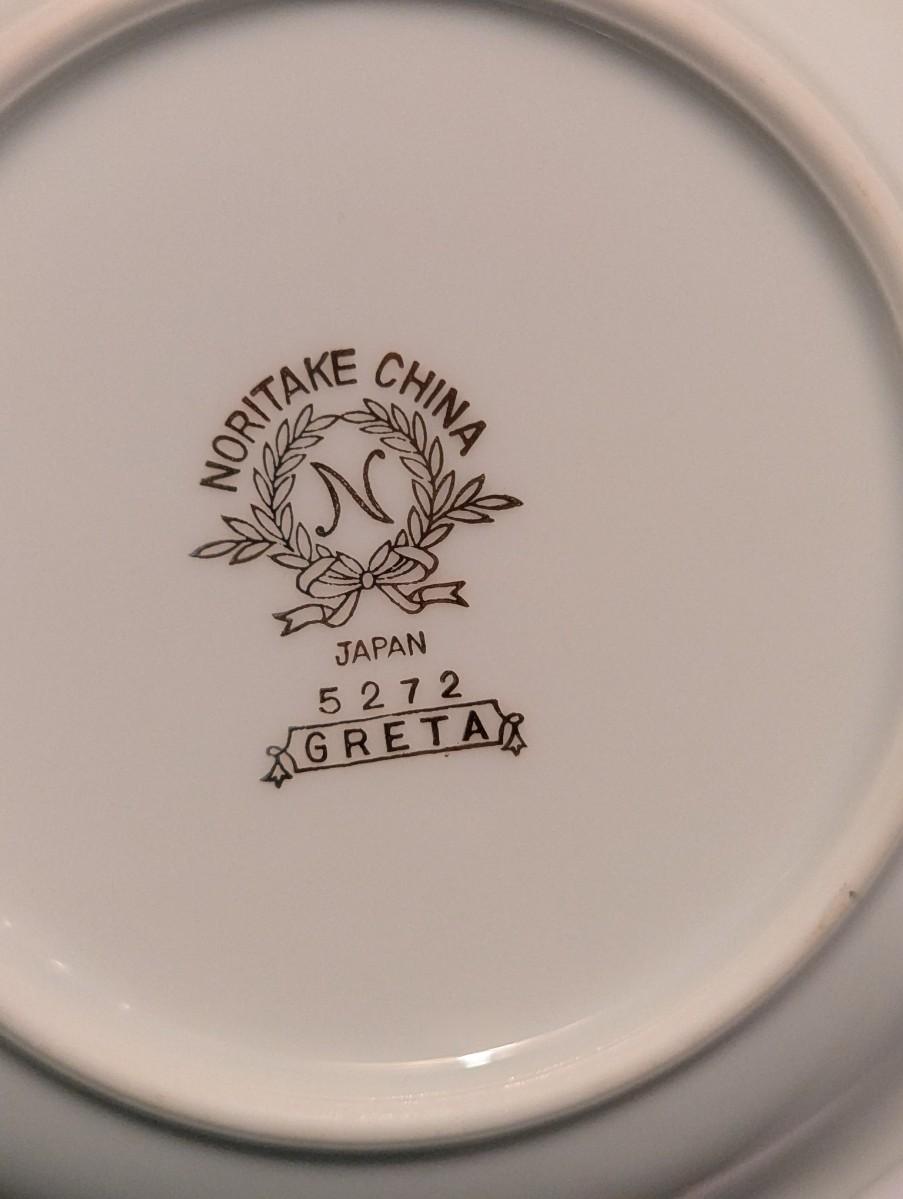 NORITAKE CHINA
N
JAPAN
5272
GRETA